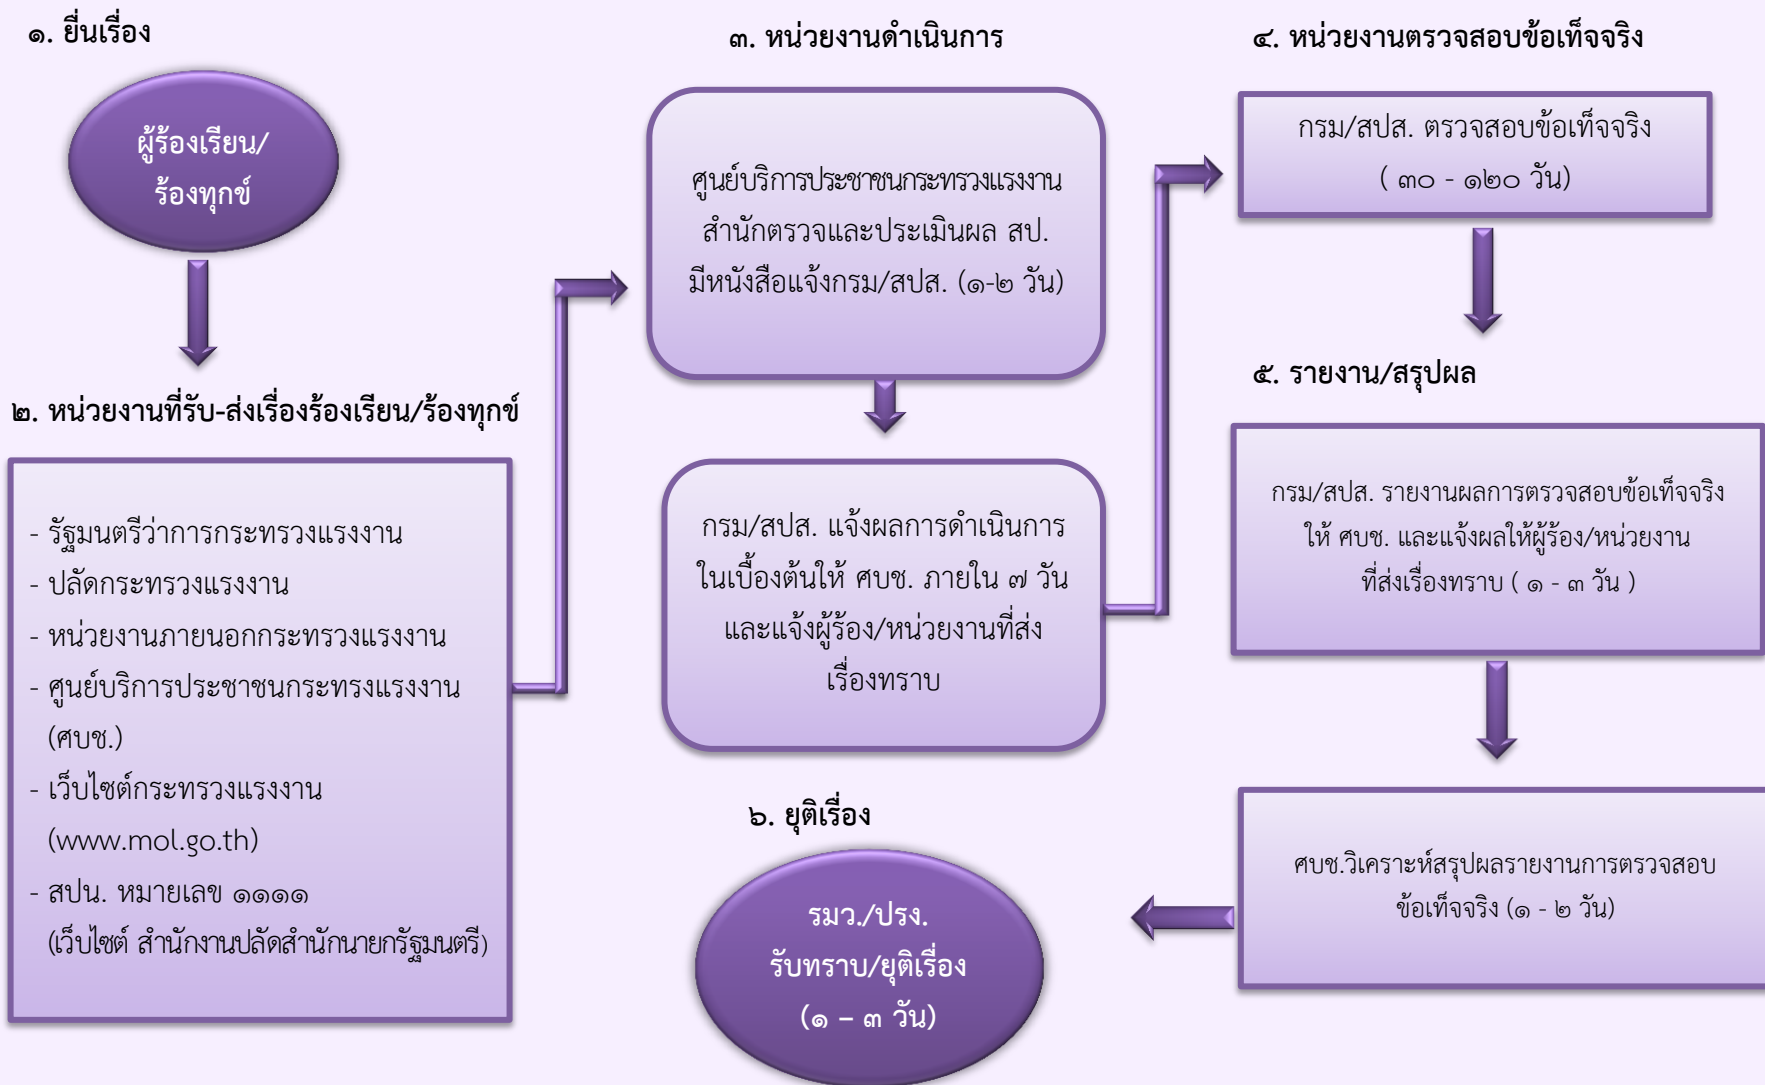 ๑. ยื่นเรื่อง
ผู้ร้องเรียน/
ร้องทุกข์
๒. หน่วยงานที่รับ-ส่งเรื่องร้องเรียน/ร้องทุกข์
- รัฐมนตรีว่าการกระทรวงแรงงาน
- ปลัดกระทรวงแรงงาน
- หน่วยงานภายนอกกระทรวงแรงงาน
- ศูนย์บริการประชาชนกระทรงแรงงาน
(ศบช.)
- เว็บไซต์กระทรวงแรงงาน
(www.mol.go.th)
- สปน. หมายเลข ๑๑๑๑
(เว็บไซต์ สำนักงานปลัดสำนักนายกรัฐมนตรี)
๓. หน่วยงานดำเนินการ
ศูนย์บริการประชาชนกระทรวงแรงงาน
สำนักตรวจและประเมินผล สป.
มีหนังสือแจ้งกรม/สปส. (๑-๒ วัน)
กรม/สปส. แจ้งผลการดำเนินการ
ในเบื้องต้นให้ ศบช. ภายใน ๗ วัน
และแจ้งผู้ร้อง/หน่วยงานที่ส่ง
เรื่องทราบ
๔. หน่วยงานตรวจสอบข้อเท็จจริง
กรม/สปส. ตรวจสอบข้อเท็จจริง
( ๓๐ - ๑๒๐ วัน)
๕. รายงาน/สรุปผล
กรม/สปส. รายงานผลการตรวจสอบข้อเท็จจริง
ให้ ศบช. และแจ้งผลให้ผู้ร้อง/หน่วยงาน
ที่ส่งเรื่องทราบ ( ๑ - ๓ วัน )
ศบช.วิเคราะห์สรุปผลรายงานการตรวจสอบ
ข้อเท็จจริง (๑ - ๒ วัน)
๖. ยุติเรื่อง
รมว./ปรง.
รับทราบ/ยุติเรื่อง
(๑ – ๓ วัน)